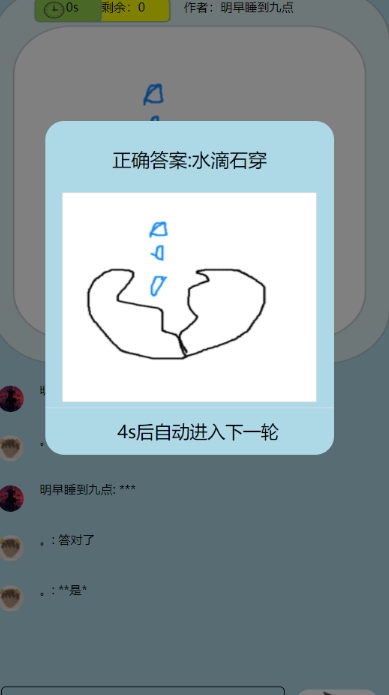 0s 剩余：0 作者：明早睡到九点
正确答案:水滴石穿
4s后自动进入下一轮
明早睡到九点: ***
。: 答对了
。: **是*